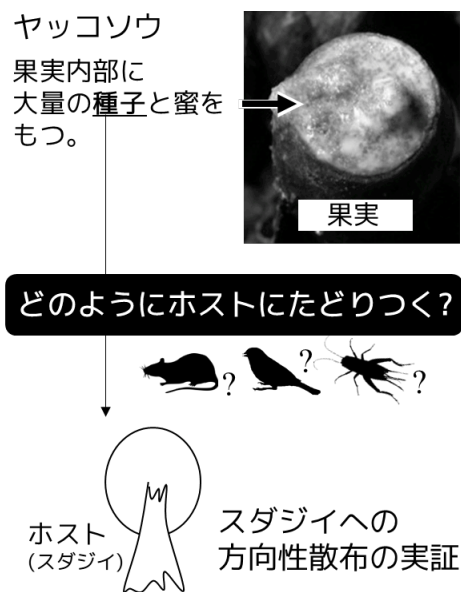 ヤッコソウ
果実内部に
大量の種子と蜜を
もつ。
果実
どのようにホストにたどりつく?
?
?
?
ホスト
(スダジイ)
スダジイへの
方向性散布の実証